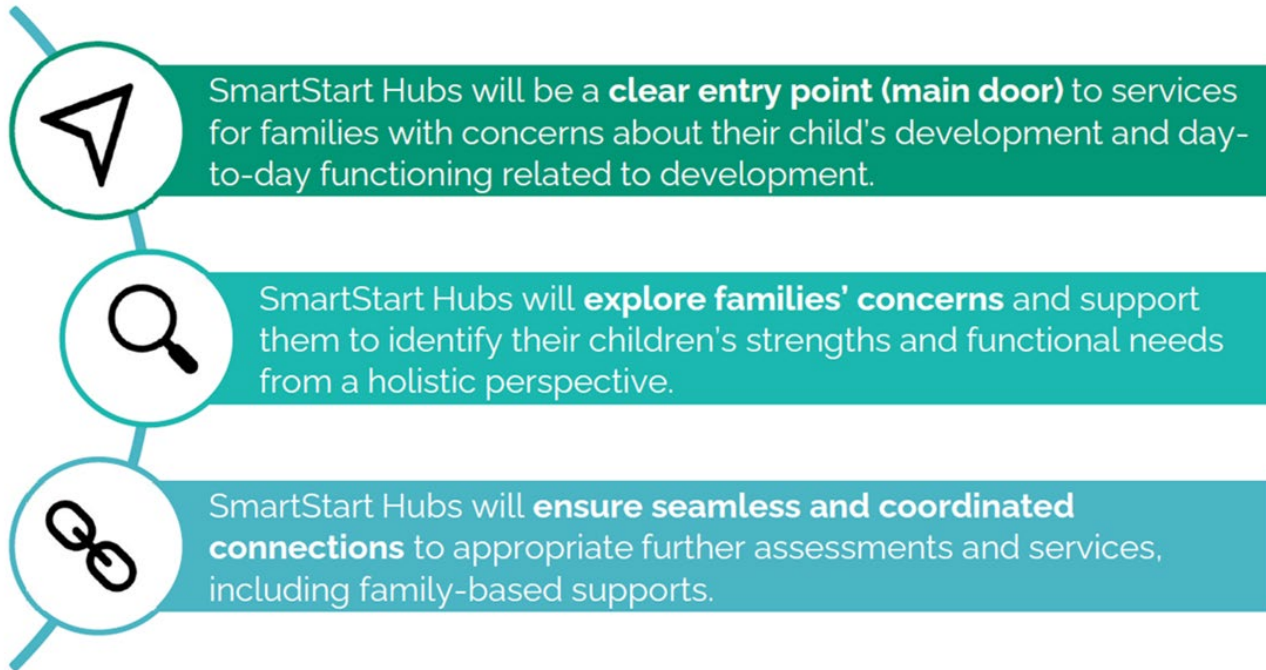 SmartStart Hubs will be a clear entry point (main door) to services
for families with concerns about their child’s development and day-
to-day functioning related to development.
SmartStart Hubs will explore families’ concerns and support
them to identify their children’s strengths and functional needs
from a holistic perspective.
SmartStart Hubs will ensure seamless and coordinated
connections to appropriate further assessments and services,
including family-based supports.